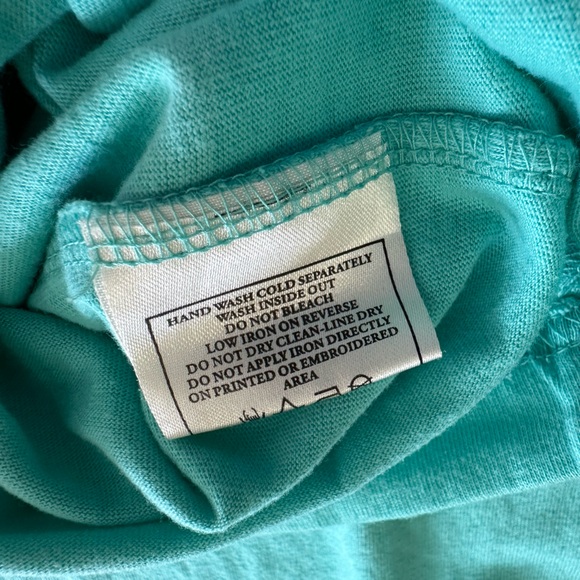 HAND WASH COLD SEPARATELY
WASH INSIDE OUT
DO NOT BLEACH
LOW IRON ON REVERSE
DO NOT DRY CLEAN-LINE DRY
DO NOT APPLY IRON DIRECTLY
ON PRINTED OR EMBROIDERED
AREA